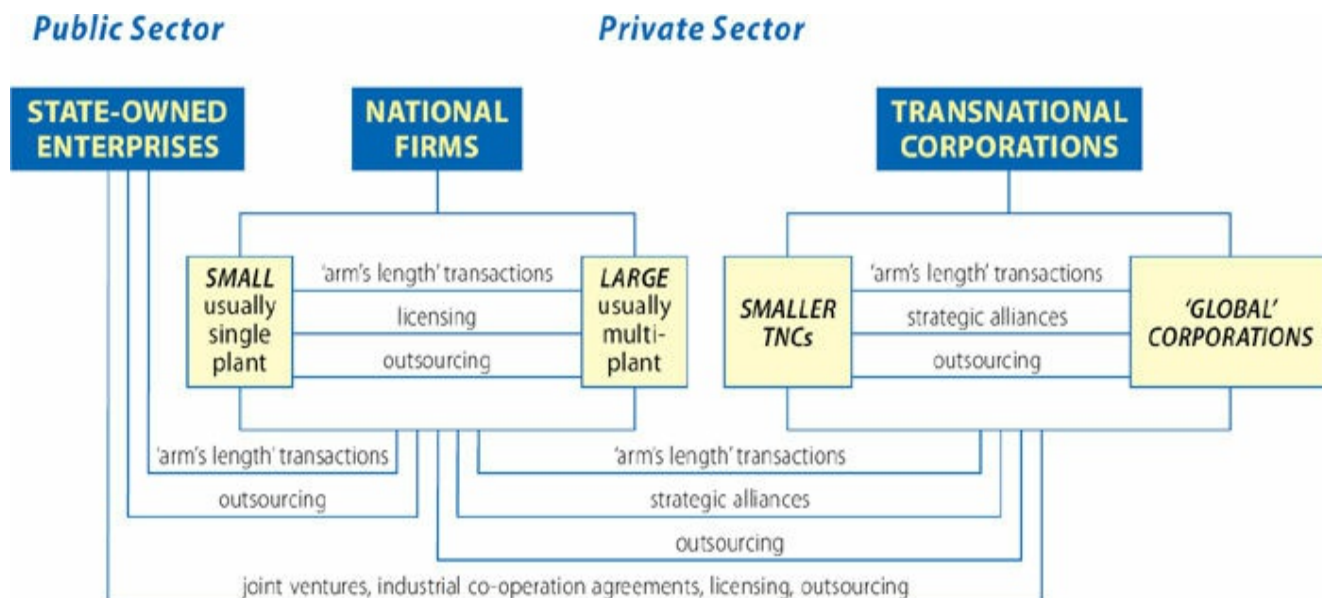 Public Sector
Private Sector
STATE-OWNED
ENTERPRISES
NATIONAL
FIRMS
TRANSNATIONAL
CORPORATIONS
SMALL
usually
single
plant
'arm's length' transactions
licensing
outsourcing
LARGE
usually
multi-
plant
SMALLER
TNCs
'arm's length' transactions
strategic alliances
outsourcing
'GLOBAL'
CORPORATIONS
'arm's length' transactions
outsourcing
'arm's length' transactions
strategic alliances
outsourcing
joint ventures, industrial co-operation agreements, licensing, outsourcing